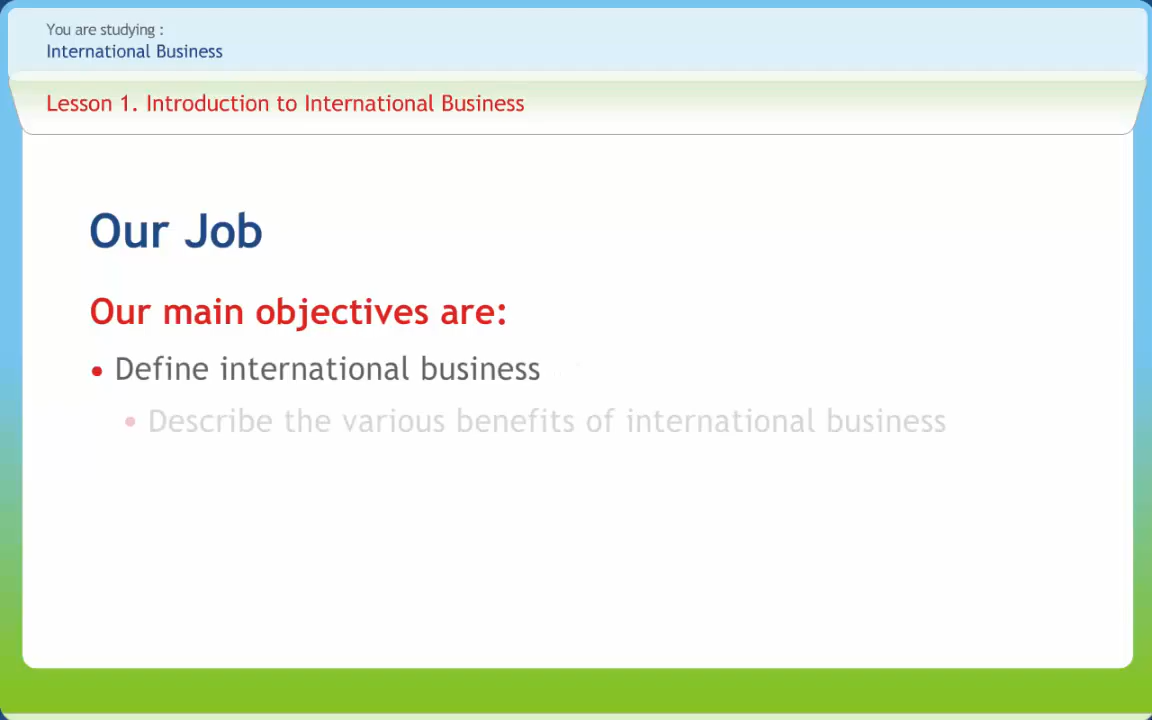 You are studying :
International Business
Lesson 1. Introduction to International Business
Our Job
Our main objectives are:
• Define international business
• Describe the various benefits of international business